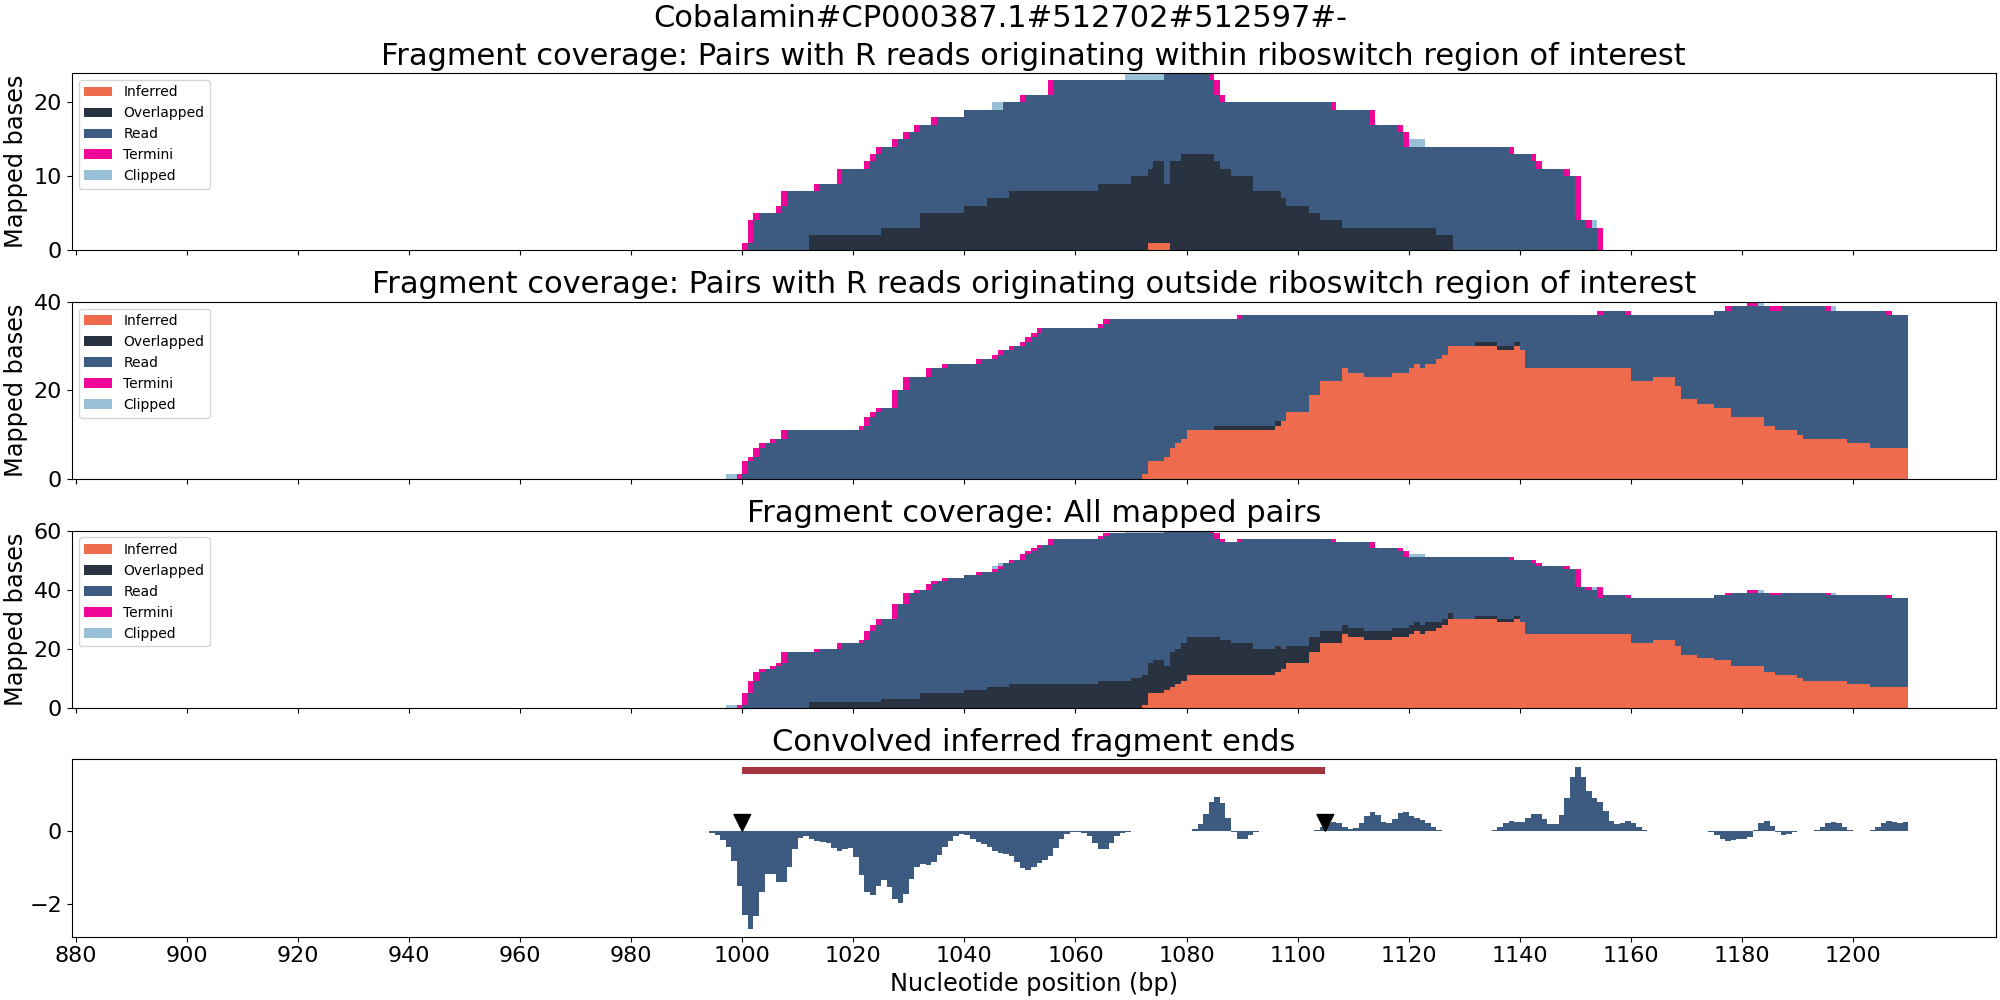 Cobalamin#CP000387.1#512702#512597#-
Fragment coverage: Pairs with R reads originating within riboswitch region of interest
Mapped bases
20
10
0
Inferred
Overlapped
Read
Termini
Clipped
Fragment coverage: Pairs with R reads originating outside riboswitch region of interest
Mapped bases
40
20
0
Inferred
Overlapped
Read
Termini
Clipped
Fragment coverage: All mapped pairs
Mapped bases
60
40
20
0
Inferred
Overlapped
Read
Termini
Clipped
Convolved inferred fragment ends
0
−2
880 900 920 940 960 980 1000 1020 1040 1060 1080 1100 1120 1140 1160 1180 1200
Nucleotide position (bp)